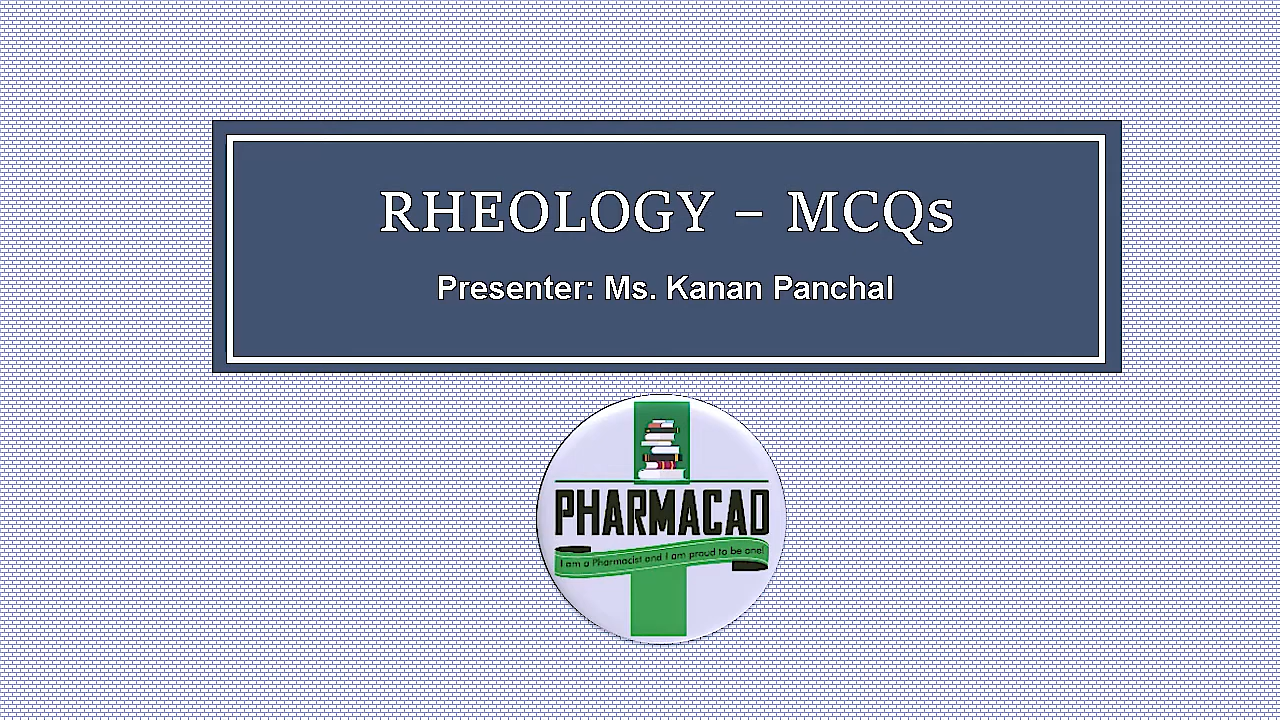 RHEOLOGY – MCQs
Presenter: Ms. Kanan Panchal
PHARMACAD
I am a Pharmacist and I am proud to be one!